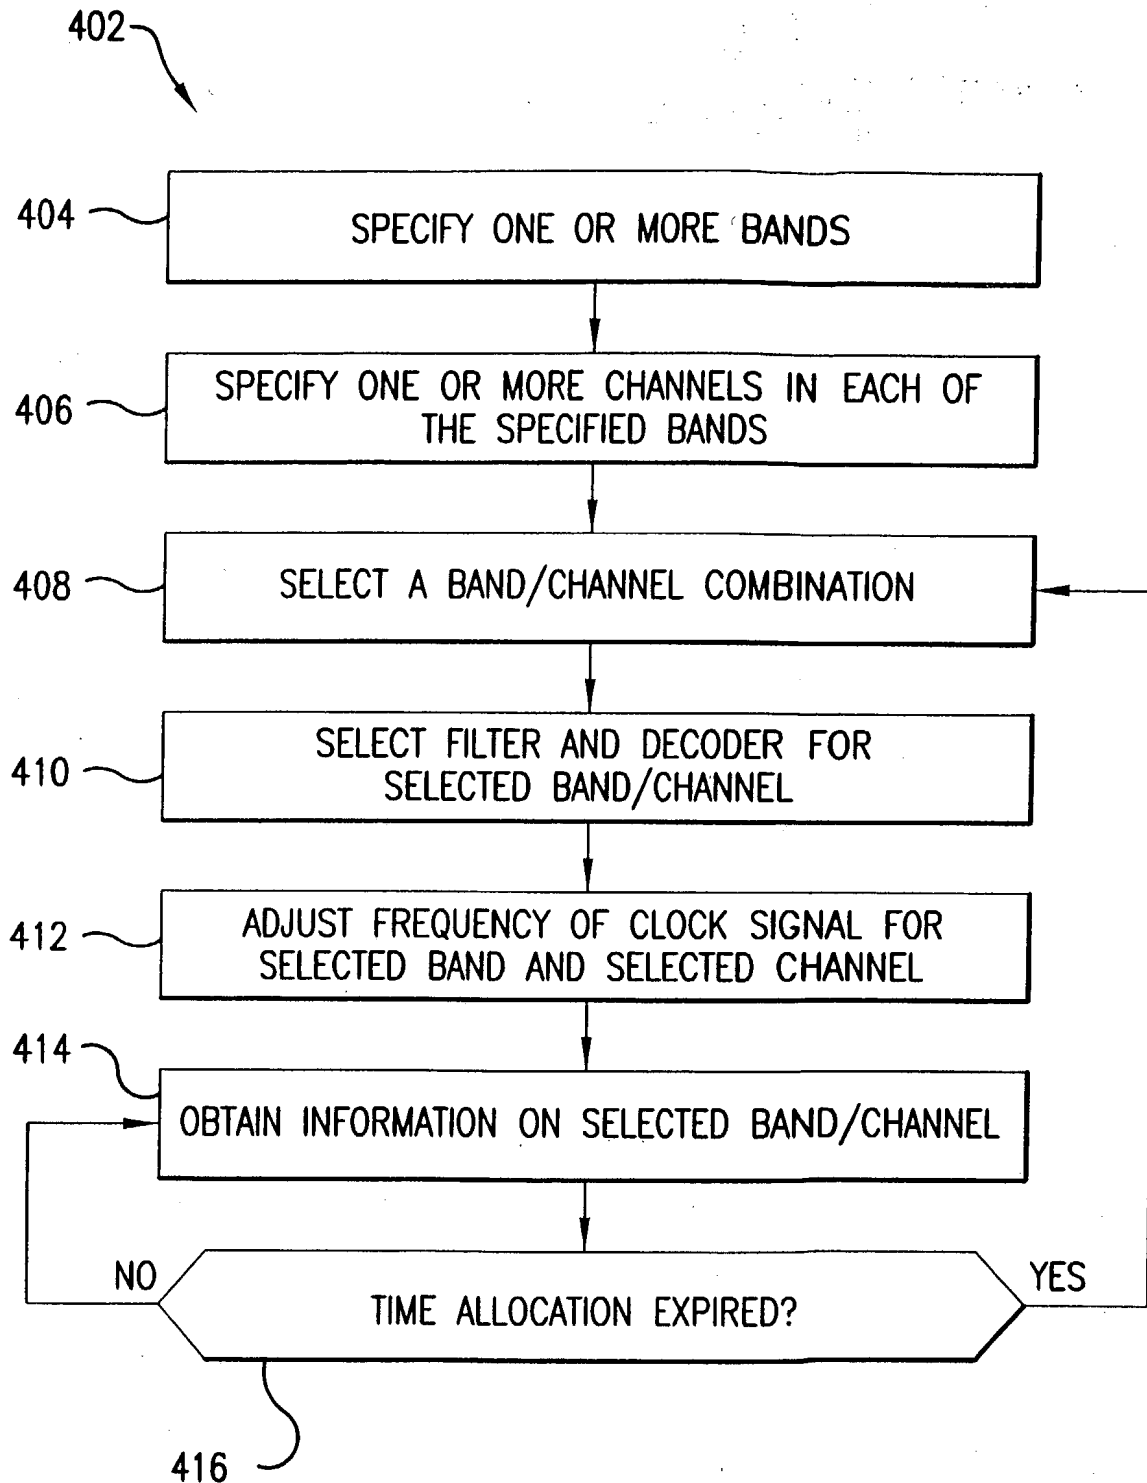 402
404
SPECIFY ONE OR MORE BANDS
406
SPECIFY ONE OR MORE CHANNELS IN EACH OF
THE SPECIFIED BANDS
408
SELECT A BAND/CHANNEL COMBINATION
410
SELECT FILTER AND DECODER FOR
SELECTED BAND/CHANNEL
412
ADJUST FREQUENCY OF CLOCK SIGNAL FOR
SELECTED BAND AND SELECTED CHANNEL
414
OBTAIN INFORMATION ON SELECTED BAND/CHANNEL
NO
TIME ALLOCATION EXPIRED?
YES
416